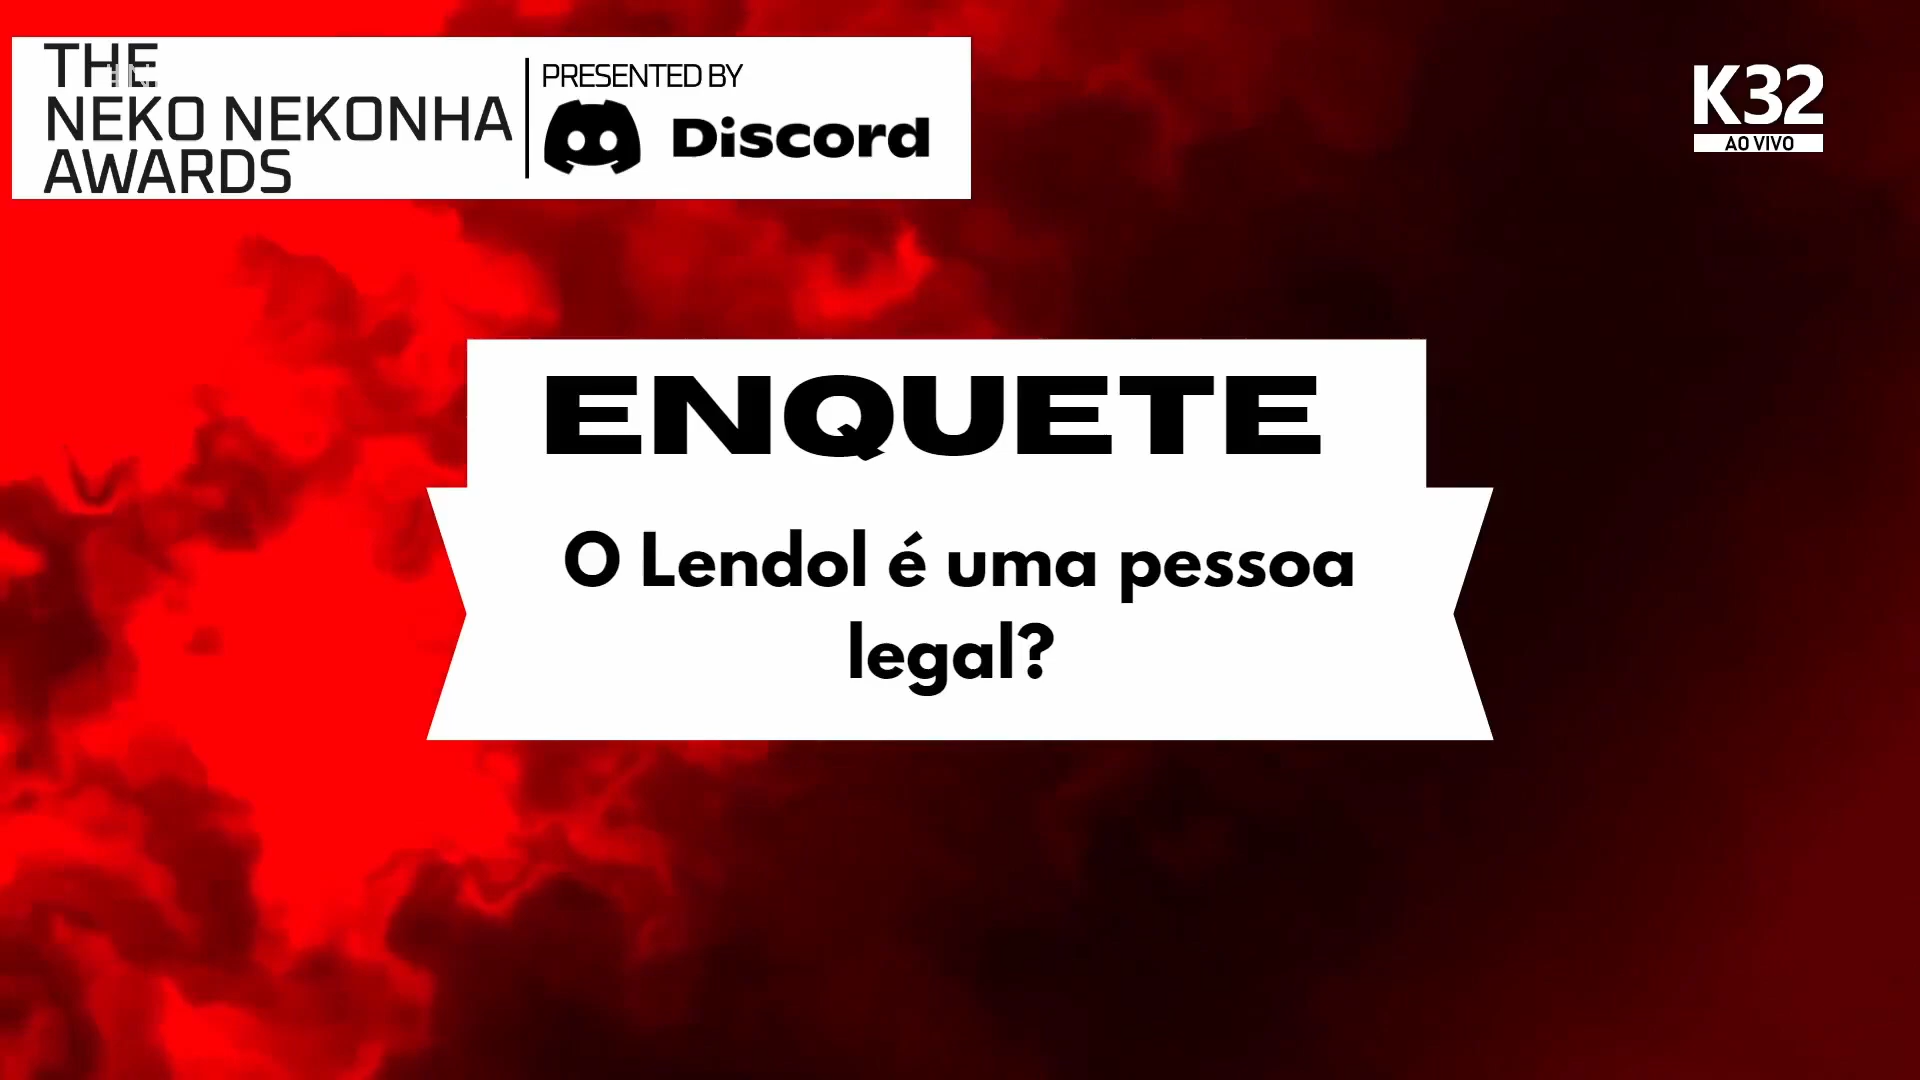 THE
NEKO NEKONHA
AWARDS
PRESENTED BY
Discord
K32
AO VIVO
ENQUETE
O Lendol é uma pessoa
legal?